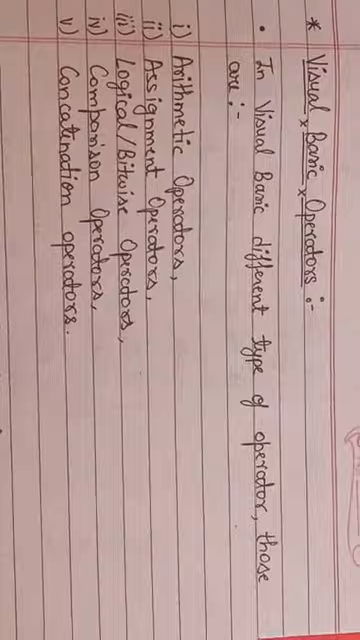 * Visual Basic Operators :-
• In Visual Basic different type of operator, those
are :-
i) Arithmetic Operators,
ii) Assignment Operators,
iii) Logical/Bitwise Operators,
iv) Comparison Operators,
v) Concatination operators.